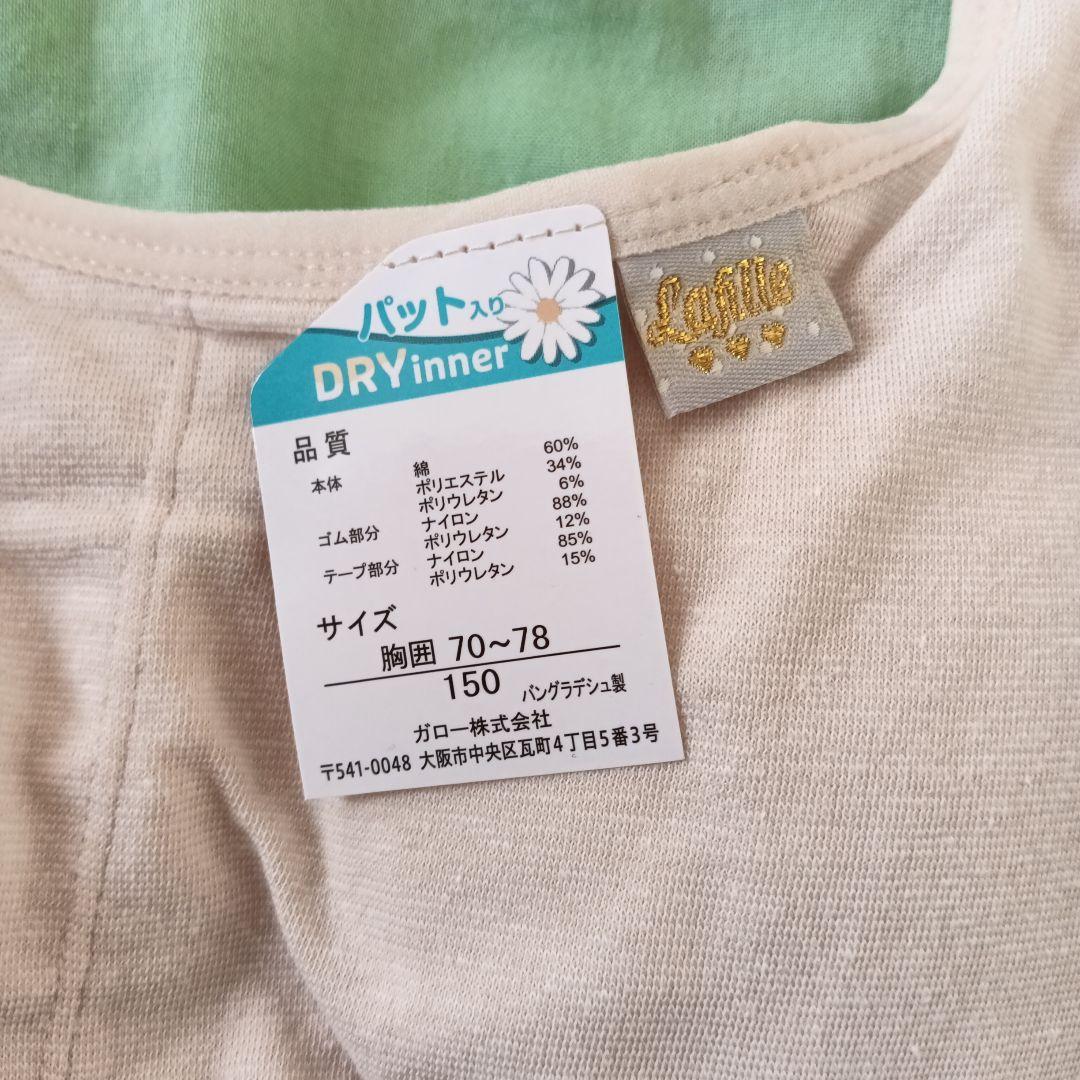 パット入り
DRYinner
品質
本体 綿 60%
ポリエステル 34%
ポリウレタン 6%
ゴム部分 ナイロン 88%
ポリウレタン 12%
テープ部分 ナイロン 85%
ポリウレタン 15%
サイズ
胸囲 70~78
150 バングラデシュ製
ガロー株式会社
〒541-0048 大阪市中央区瓦町4丁目5番3号
Lafille